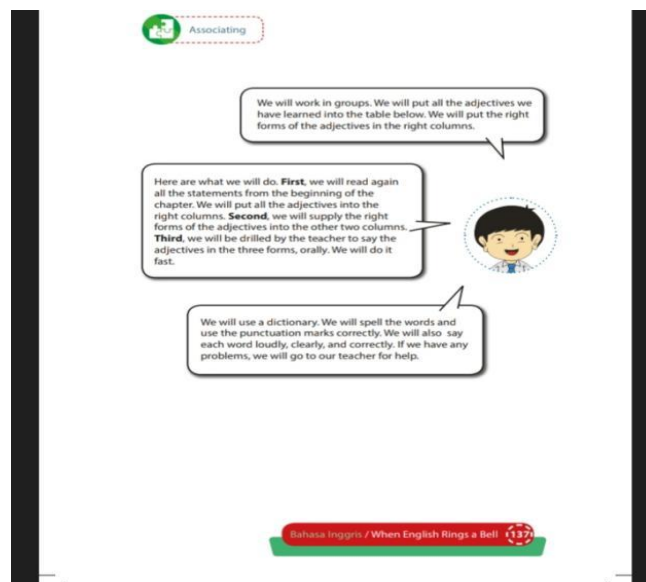 Associating
We will work in groups. We will put all the adjectives we
have learned into the table below. We will put the right
forms of the adjectives in the right columns.
Here are what we will do. First, we will read again
all the statements from the beginning of the
chapter. We will put all the adjectives into the
right columns. Second, we will supply the right
forms of the adjectives into the other two columns.
Third, we will be drilled by the teacher to say the
adjectives in the three forms, orally. We will do it
fast.
We will use a dictionary. We will spell the words and
use the punctuation marks correctly. We will also say
each word loudly, clearly, and correctly. If we have any
problems, we will go to our teacher for help.
Bahasa Inggris / When English Rings a Bell 137